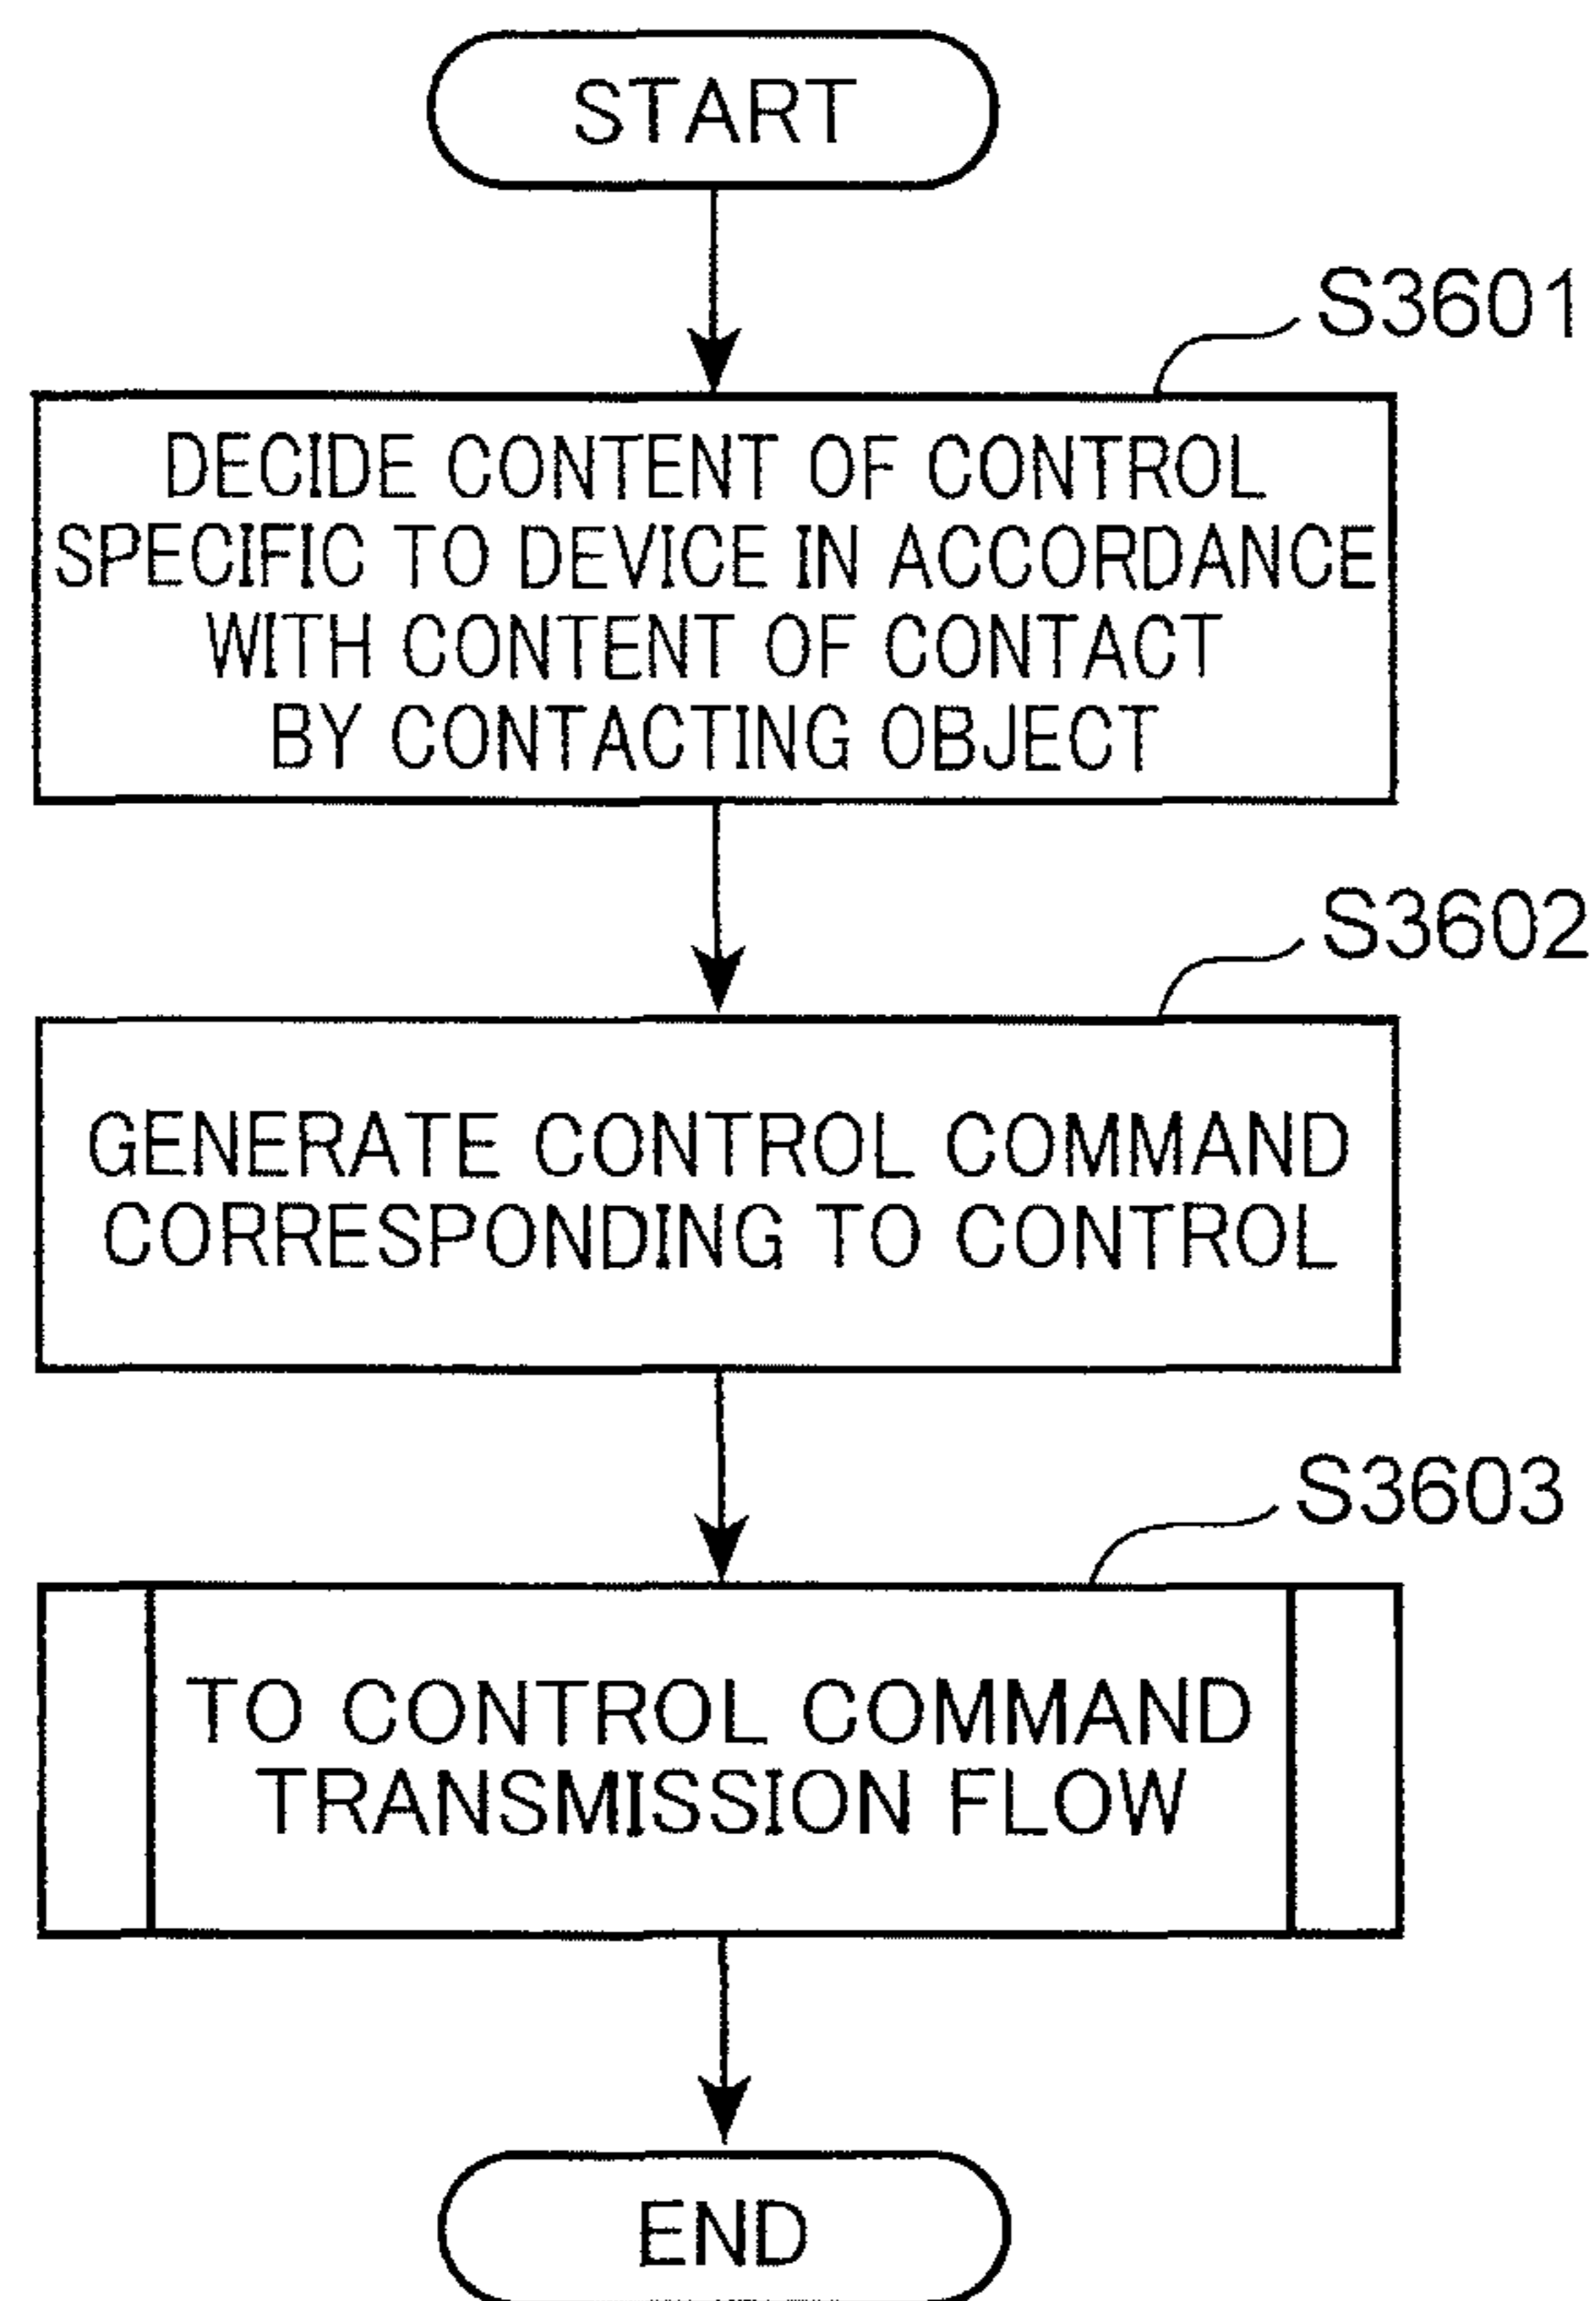 START
S3601
DECIDE CONTENT OF CONTROL
SPECIFIC TO DEVICE IN ACCORDANCE
WITH CONTENT OF CONTACT
BY CONTACTING OBJECT
S3602
GENERATE CONTROL COMMAND
CORRESPONDING TO CONTROL
S3603
TO CONTROL COMMAND
TRANSMISSION FLOW
END